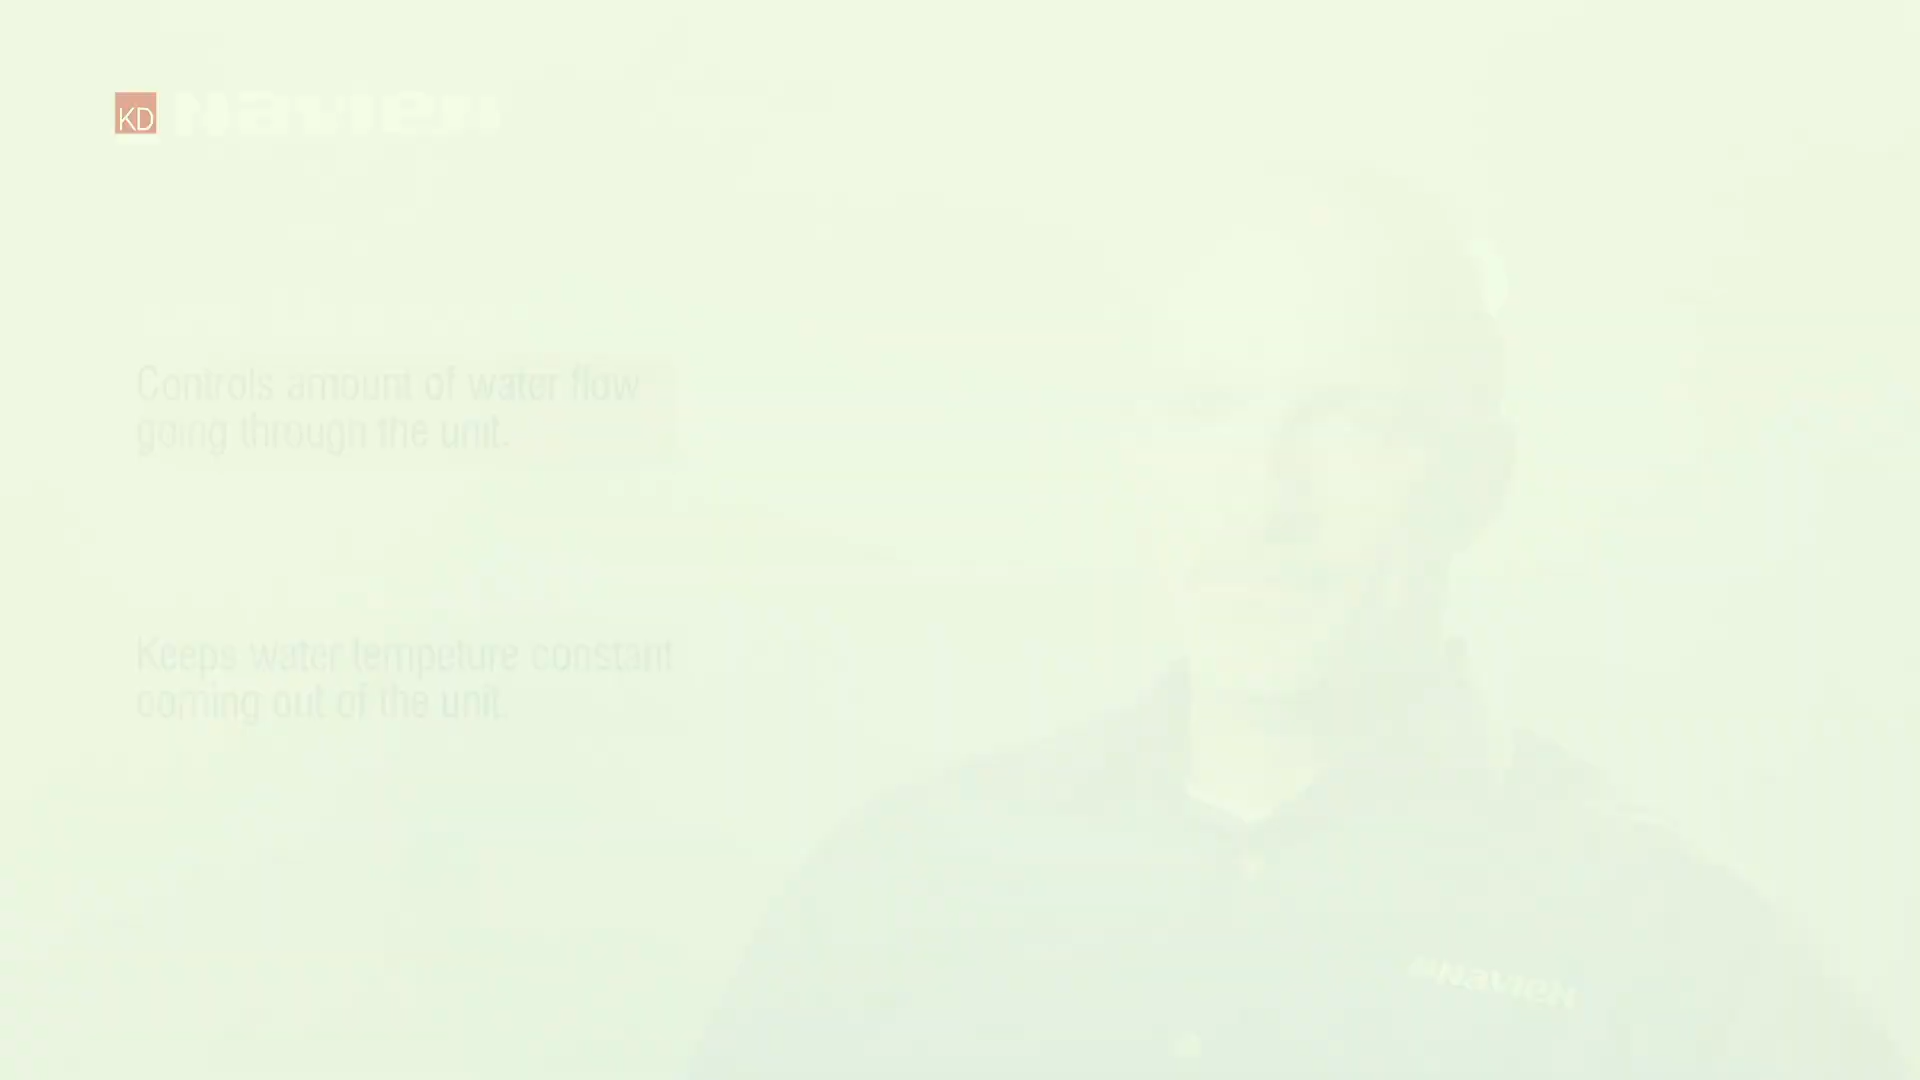 KD Navien
Controls amount of water flow
going through the unit.
Keeps water tempeture constant
coming out of the unit.
Navien